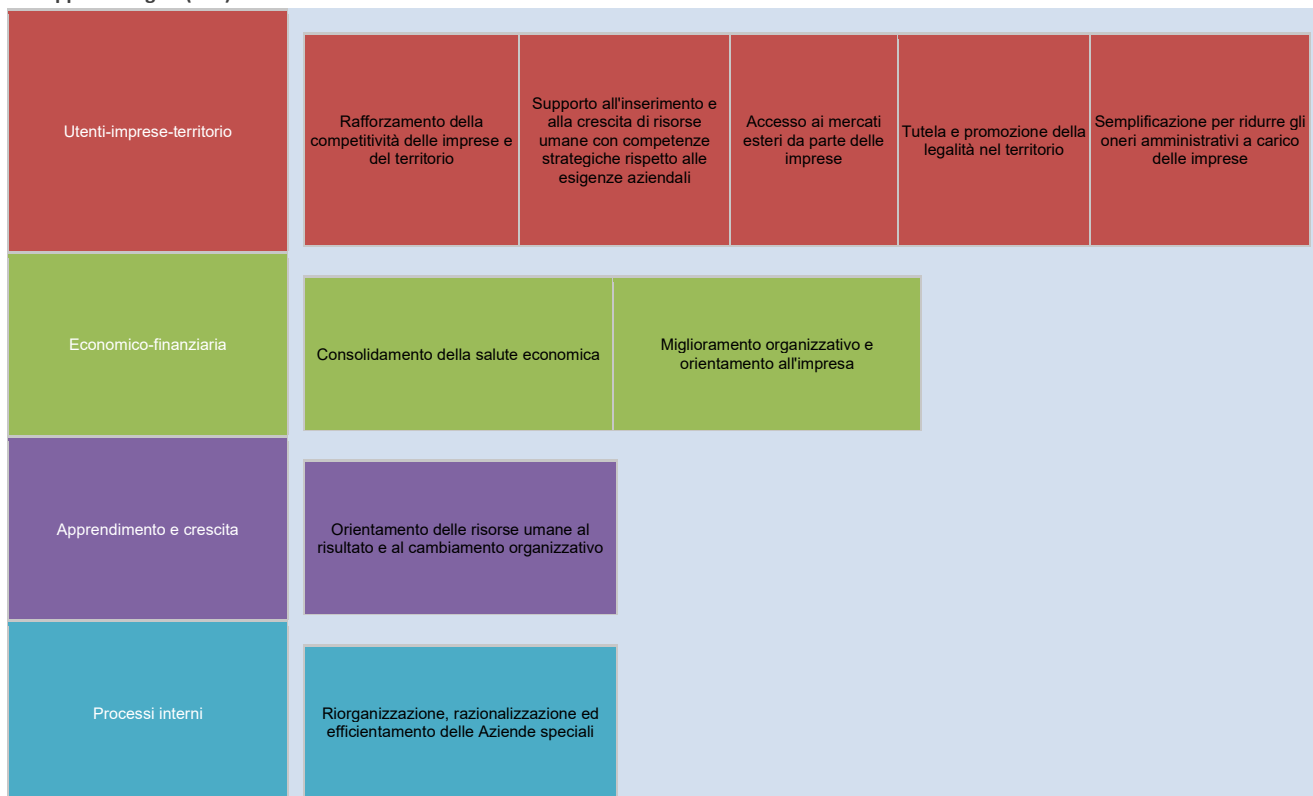 Utenti-imprese-territorio
Rafforzamento della
competitività delle imprese e
del territorio
Supporto all'inserimento e
alla crescita di risorse
umane con competenze
strategiche rispetto alle
esigenze aziendali
Accesso ai mercati
esteri da parte delle
imprese
Tutela e promozione della
legalità nel territorio
Semplificazione per ridurre gli
oneri amministrativi a carico
delle imprese
Economico-finanziaria
Consolidamento della salute economica
Miglioramento organizzativo e
orientamento all'impresa
Apprendimento e crescita
Orientamento delle risorse umane al
risultato e al cambiamento organizzativo
Processi interni
Riorganizzazione, razionalizzazione ed
efficientamento delle Aziende speciali